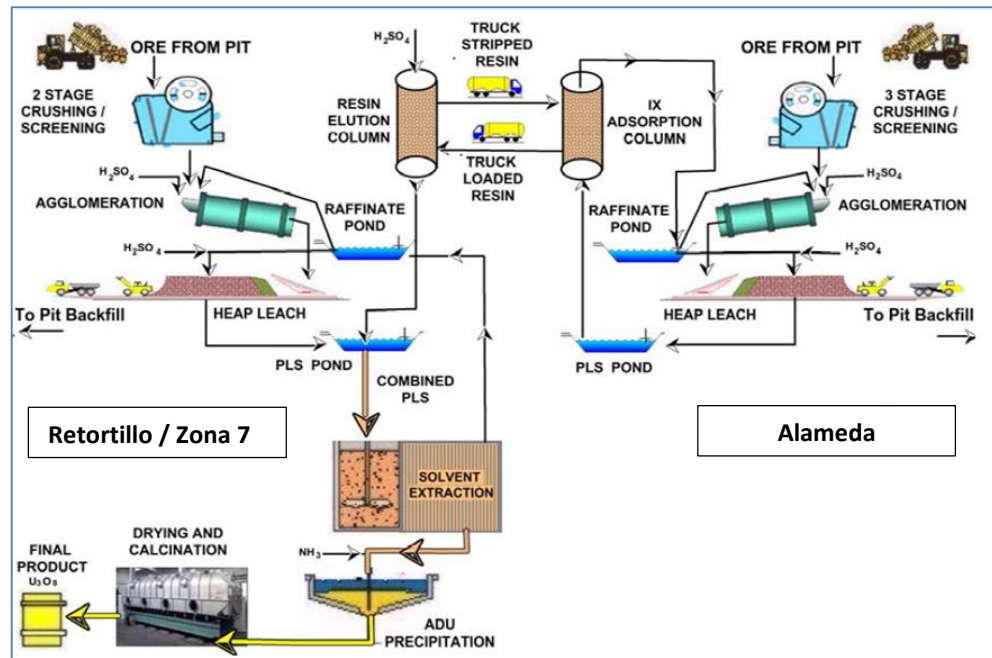 ORE FROM PIT
2 STAGE
CRUSHING /
SCREENING
H₂SO₄
AGGLOMERATION
H₂SO₄
RAFFINATE
POND
HEAP LEACH
To Pit Backfill
PLS POND
COMBINED
PLS
H₂SO₄
RESIN
ELUTION
COLUMN
TRUCK
STRIPPED
RESIN
TRUCK
LOADED
RESIN
IX
ADSORPTION
COLUMN
ORE FROM PIT
3 STAGE
CRUSHING /
SCREENING
H₂SO₄
AGGLOMERATION
RAFFINATE
POND
H₂SO₄
HEAP LEACH
To Pit Backfill
PLS POND
Retortillo / Zona 7
Alameda
SOLVENT
EXTRACTION
NH₃
ADU
PRECIPITATION
DRYING AND
CALCINATION
FINAL
PRODUCT
U₃O₈